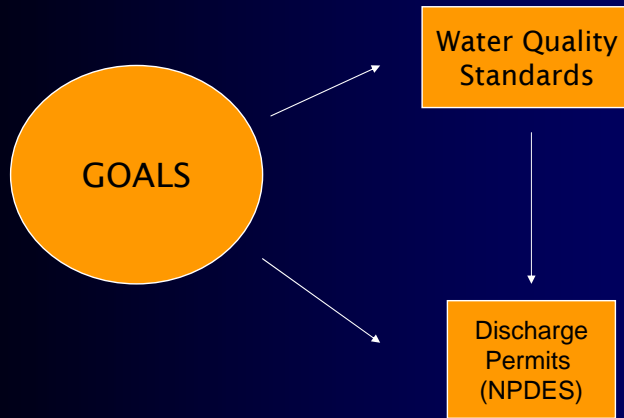 Water Quality
Standards
GOALS
Discharge
Permits
(NPDES)